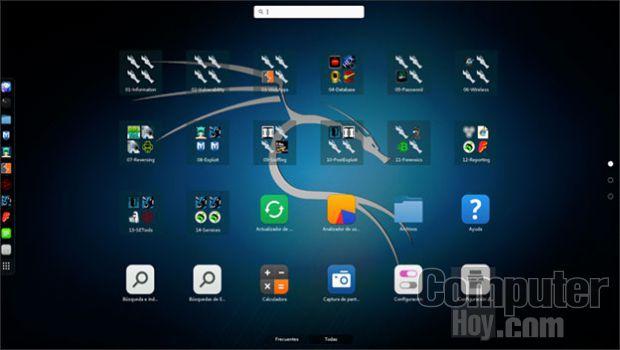 01-Information 02-Vulnerability 03-WebApps 04-Database 05-Password 06-Wireless
07-Reversing 08-Exploit 09-Sniffing 10-PostExploit 11-Forensics 12-Reporting
13-SETools 14-Services Actualizador de ... Analizador de us... Archivos Ayuda
Búsqueda e ind... Búsquedas de E... Calculadora Captura de pant... Configuración
Computer
Hoy.com
Frecuentes Todas